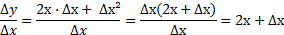 Δy/Δx = (2x · Δx + Δx²)/Δx = (Δx(2x + Δx))/Δx = 2x + Δx